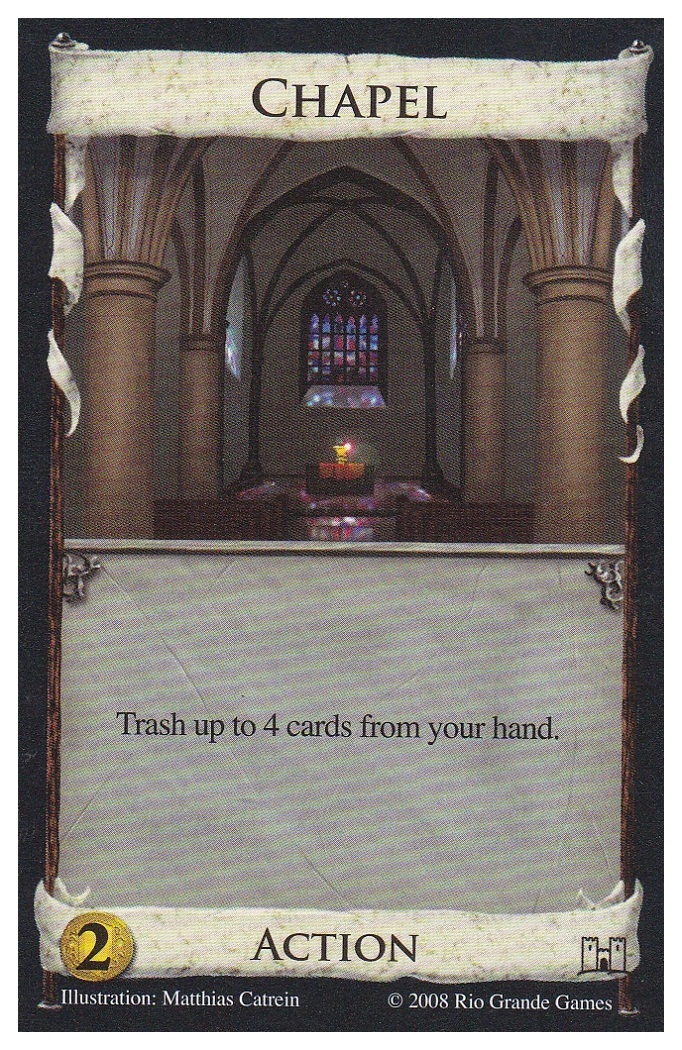 CHAPEL
Trash up to 4 cards from your hand.
2
ACTION
Illustration: Matthias Catrein
© 2008 Rio Grande Games